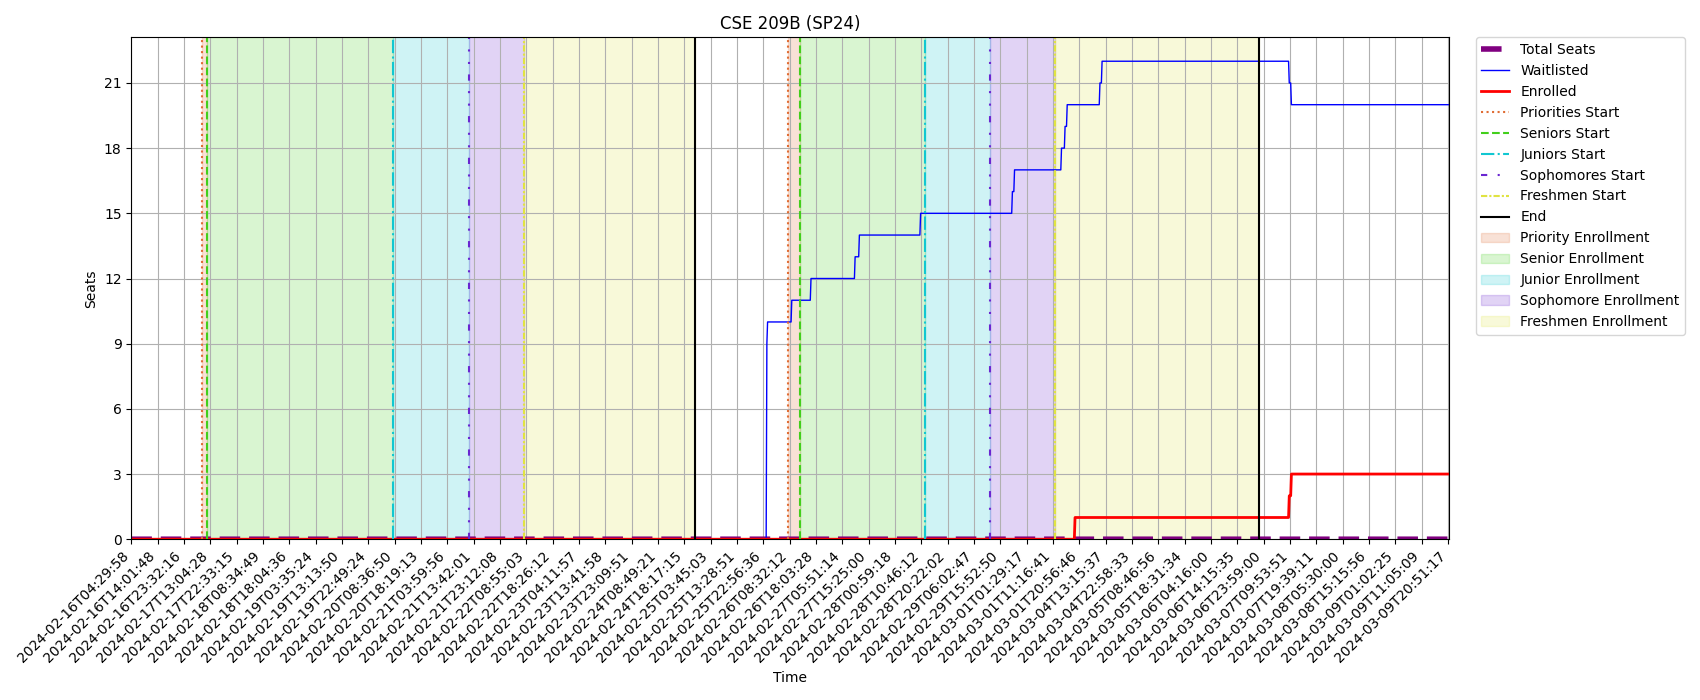 CSE 209B (SP24)
Seats
21
18
15
12
9
6
3
0
2024-02-16T04:29:58
2024-02-16T14:01:48
2024-02-16T23:32:16
2024-02-17T13:04:28
2024-02-17T22:33:15
2024-02-18T08:34:49
2024-02-18T18:04:36
2024-02-19T03:35:24
2024-02-19T13:13:50
2024-02-19T22:49:24
2024-02-20T08:36:50
2024-02-20T18:19:13
2024-02-21T03:59:56
2024-02-21T13:42:01
2024-02-21T23:12:08
2024-02-22T08:55:03
2024-02-22T18:26:12
2024-02-23T04:11:57
2024-02-23T13:41:58
2024-02-23T23:09:51
2024-02-24T08:49:21
2024-02-24T18:17:15
2024-02-25T03:45:03
2024-02-25T13:28:51
2024-02-25T22:56:36
2024-02-26T08:32:12
2024-02-26T18:03:28
2024-02-27T05:51:14
2024-02-27T15:25:00
2024-02-28T00:59:18
2024-02-28T10:46:12
2024-02-28T20:22:02
2024-02-29T06:02:47
2024-02-29T15:52:50
2024-03-01T01:29:17
2024-03-01T11:16:41
2024-03-01T20:56:46
2024-03-04T13:15:37
2024-03-04T22:58:33
2024-03-05T08:46:56
2024-03-05T18:31:34
2024-03-06T04:16:00
2024-03-06T14:15:35
2024-03-06T23:59:00
2024-03-07T09:53:51
2024-03-07T19:39:11
2024-03-08T05:30:00
2024-03-08T15:15:56
2024-03-09T01:02:25
2024-03-09T11:05:09
2024-03-09T20:51:17
Time
Total Seats
Waitlisted
Enrolled
Priorities Start
Seniors Start
Juniors Start
Sophomores Start
Freshmen Start
End
Priority Enrollment
Senior Enrollment
Junior Enrollment
Sophomore Enrollment
Freshmen Enrollment